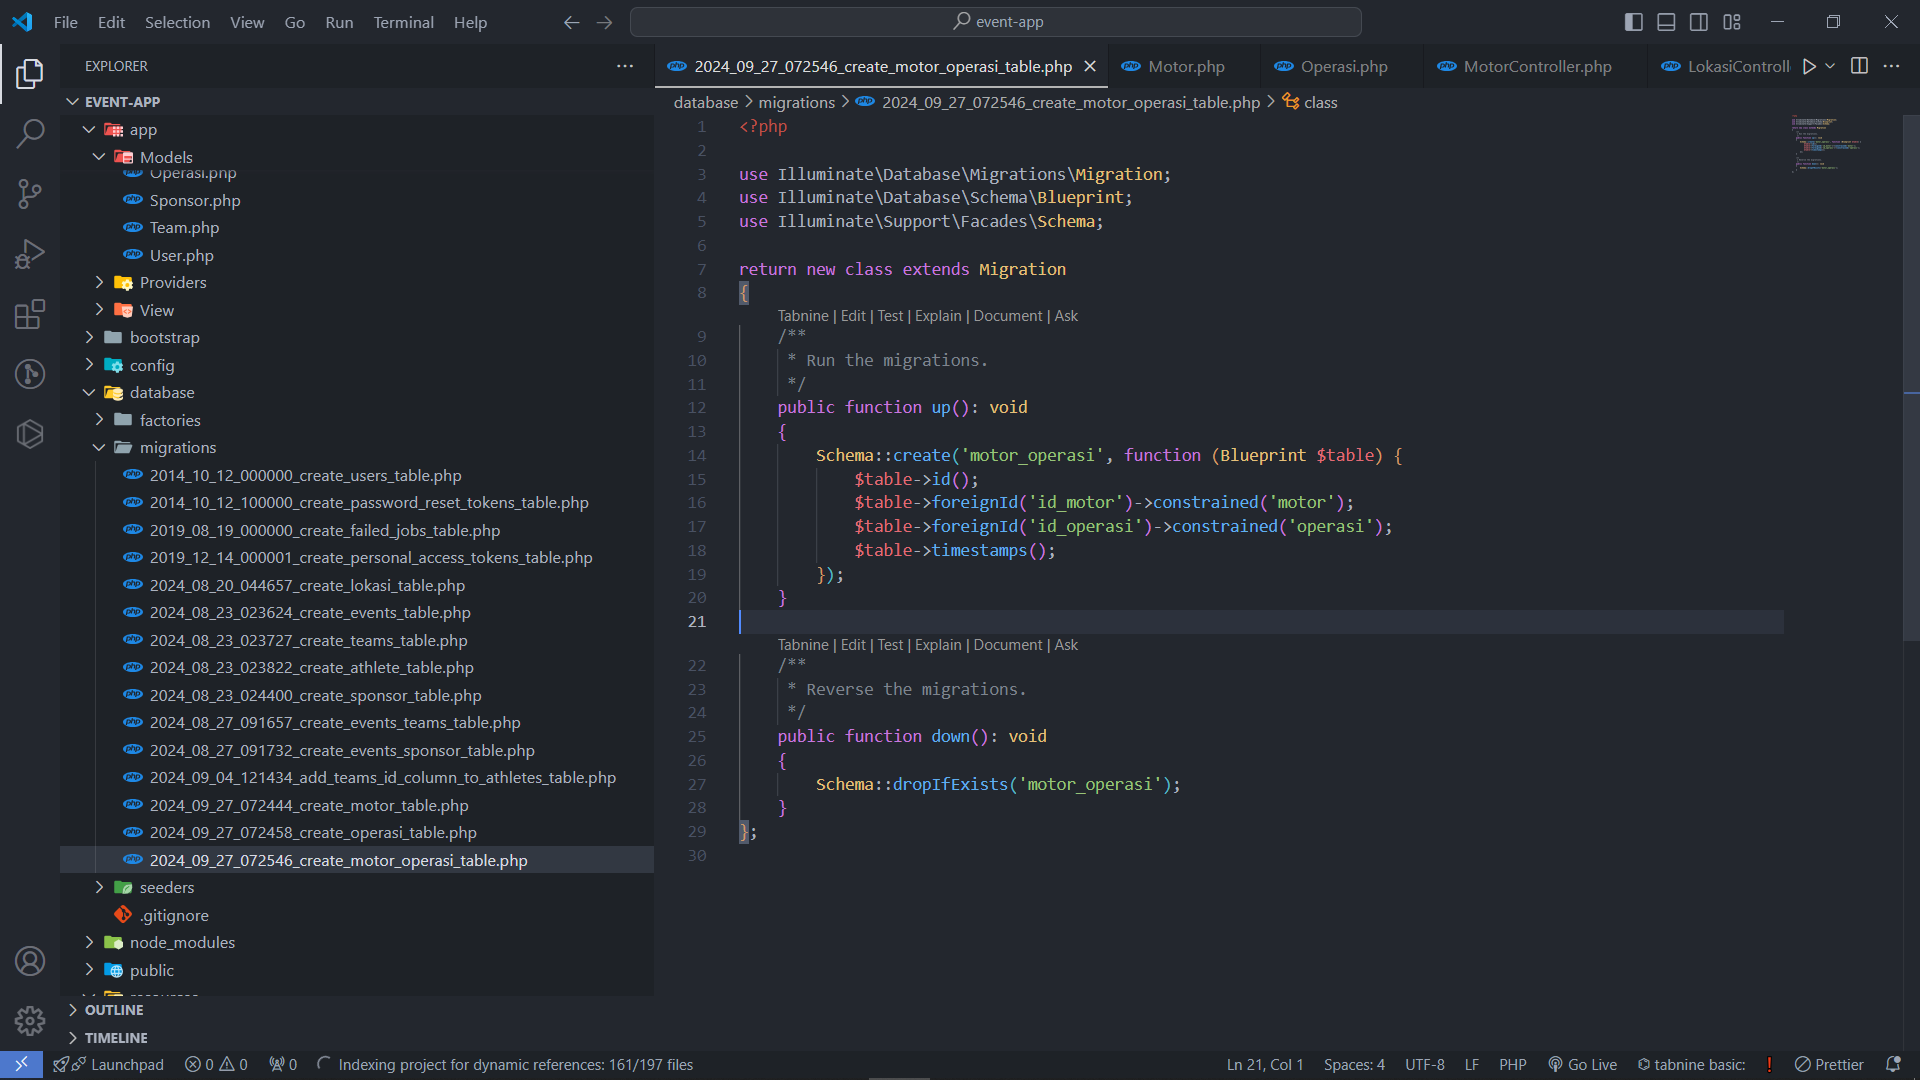 File Edit Selection View Go Run Terminal Help
event-app
EXPLORER
EVENT-APP
app
Models
Operasi.php
Sponsor.php
Team.php
User.php
Providers
View
bootstrap
config
database
factories
migrations
2014_10_12_000000_create_users_table.php
2014_10_12_100000_create_password_reset_tokens_table.php
2019_08_19_000000_create_failed_jobs_table.php
2019_12_14_000001_create_personal_access_tokens_table.php
2024_08_20_044657_create_lokasi_table.php
2024_08_23_023624_create_events_table.php
2024_08_23_023727_create_teams_table.php
2024_08_23_023822_create_athlete_table.php
2024_08_23_024400_create_sponsor_table.php
2024_08_27_091657_create_events_teams_table.php
2024_08_27_091732_create_events_sponsor_table.php
2024_09_04_121434_add_teams_id_column_to_athletes_table.php
2024_09_27_072444_create_motor_table.php
2024_09_27_072458_create_operasi_table.php
2024_09_27_072546_create_motor_operasi_table.php
seeders
.gitignore
node_modules
public
OUTLINE
TIMELINE
2024_09_27_072546_create_motor_operasi_table.php Motor.php Operasi.php MotorController.php LokasiControll
database > migrations > 2024_09_27_072546_create_motor_operasi_table.php > class
1 <?php
2
3 use Illuminate\Database\Migrations\Migration;
4 use Illuminate\Database\Schema\Blueprint;
5 use Illuminate\Support\Facades\Schema;
6
7 return new class extends Migration
8 {
Tabnine | Edit | Test | Explain | Document | Ask
9 /**
10 * Run the migrations.
11 */
12 public function up(): void
13 {
14 Schema::create('motor_operasi', function (Blueprint $table) {
15 $table->id();
16 $table->foreignId('id_motor')->constrained('motor');
17 $table->foreignId('id_operasi')->constrained('operasi');
18 $table->timestamps();
19 });
20 }
21
Tabnine | Edit | Test | Explain | Document | Ask
22 /**
23 * Reverse the migrations.
24 */
25 public function down(): void
26 {
27 Schema::dropIfExists('motor_operasi');
28 }
29 };
30
Launchpad 0 0 0 Indexing project for dynamic references: 161/197 files Ln 21, Col 1 Spaces: 4 UTF-8 LF PHP Go Live tabnine basic: ! Prettier